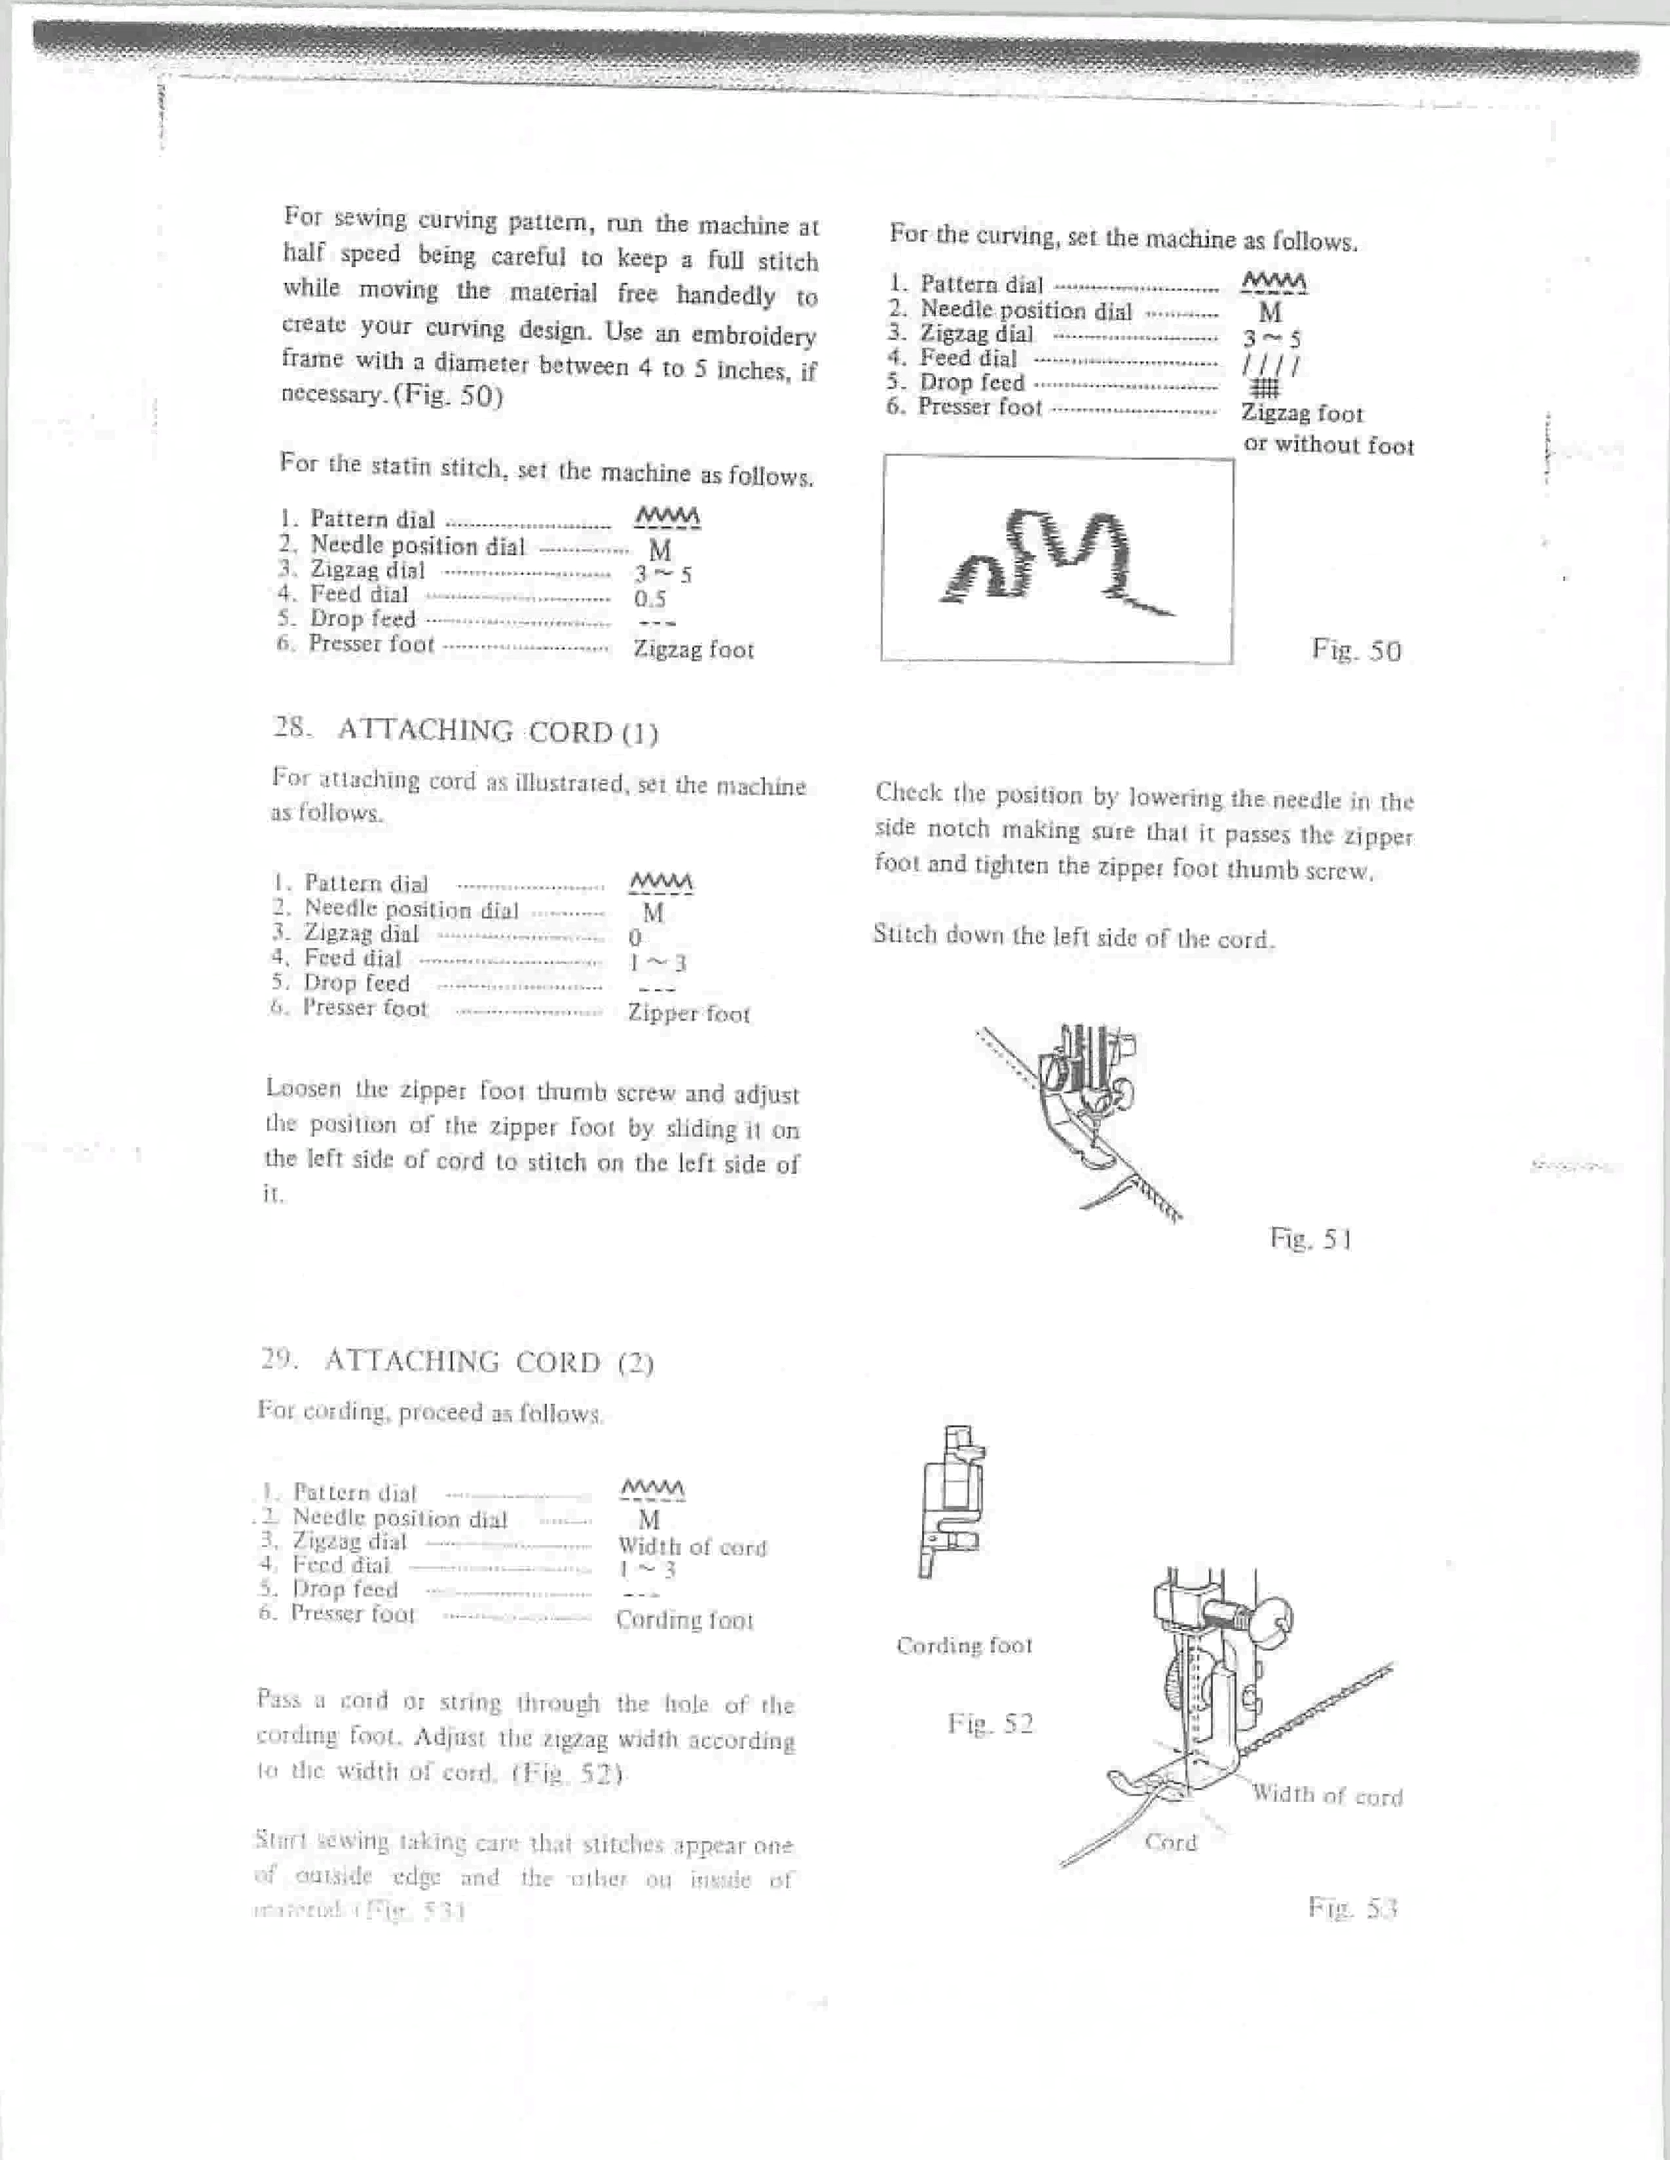 For sewing curving pattern, run the machine at
half speed being careful to keep a full stitch
while moving the material free handedly to
create your curving design. Use an embroidery
frame with a diameter between 4 to 5 inches, if
necessary. (Fig. 50)
For the statin stitch, set the machine as follows.
1. Pattern dial
2. Needle position dial M
3. Zigzag dial 3 ~ 5
4. Feed dial 0.5
5. Drop feed ---
6. Presser foot Zigzag foot
For the curving, set the machine as follows.
1. Pattern dial
2. Needle position dial M
3. Zigzag dial 3 ~ 5
4. Feed dial ////
5. Drop feed
6. Presser foot Zigzag foot
or without foot
Fig. 50
28. ATTACHING CORD (1)
For attaching cord as illustrated, set the machine
as follows.
1. Pattern dial
2. Needle position dial M
3. Zigzag dial 0
4. Feed dial 1 ~ 3
5. Drop feed ---
6. Presser foot Zipper foot
Loosen the zipper foot thumb screw and adjust
the position of the zipper foot by sliding it on
the left side of cord to stitch on the left side of
it.
Check the position by lowering the needle in the
side notch making sure that it passes the zipper
foot and tighten the zipper foot thumb screw.
Stitch down the left side of the cord.
Fig. 51
29. ATTACHING CORD (2)
For cording, proceed as follows.
1. Pattern dial
2. Needle position dial M
3. Zigzag dial Width of cord
4. Feed dial 1 ~ 3
5. Drop feed ---
6. Presser foot Cording foot
Pass a cord or string through the hole of the
cording foot. Adjust the zigzag width according
to the width of cord. (Fig. 52)
Start sewing taking care that stitches appear one
of outside edge and the other on inside of
material. (Fig. 53)
Cording foot
Fig. 52
Width of cord
Cord
Fig. 53